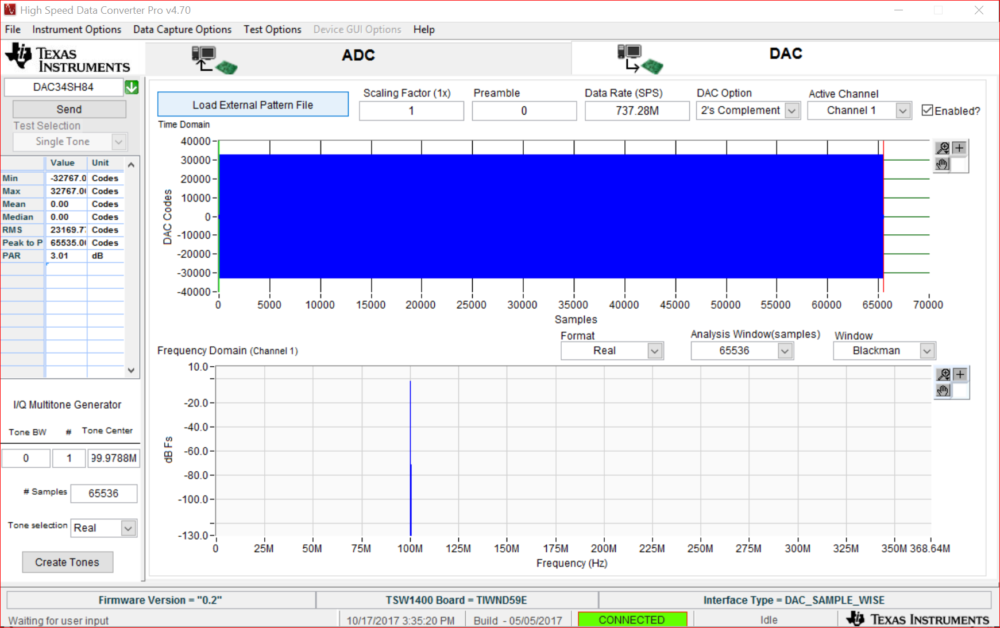 High Speed Data Converter Pro v4.70
File Instrument Options Data Capture Options Test Options Device GUI Options Help
TEXAS INSTRUMENTS
ADC
DAC
DAC34SH84
Send
Test Selection
Single Tone
Value Unit
Min -32767.0 Codes
Max 32767.0 Codes
Mean 0.00 Codes
Median 0.00 Codes
RMS 23169.7 Codes
Peak to P 65535.0 Codes
PAR 3.01 dB
I/Q Multitone Generator
Tone BW # Tone Center
0 1 99.9788M
# Samples 65536
Tone selection Real
Create Tones
Load External Pattern File
Scaling Factor (1x) Preamble Data Rate (SPS) DAC Option Active Channel
1 0 737.28M 2's Complement Channel 1 Enabled?
Time Domain
DAC Codes
40000
30000
20000
10000
0
-10000
-20000
-30000
-40000
0 5000 10000 15000 20000 25000 30000 35000 40000 45000 50000 55000 60000 65000 70000
Samples
Format Analysis Window(samples) Window
Real 65536 Blackman
Frequency Domain (Channel 1)
dB Fs
10.0
-20.0
-40.0
-60.0
-80.0
-100.0
-130.0
0 25M 50M 75M 100M 125M 150M 175M 200M 225M 250M 275M 300M 325M 350M 368.64M
Frequency (Hz)
Firmware Version = "0.2" TSW1400 Board = TIWND59E Interface Type = DAC_SAMPLE_WISE
Waiting for user input 10/17/2017 3:35:20 PM Build - 05/05/2017 CONNECTED Idle TEXAS INSTRUMENTS